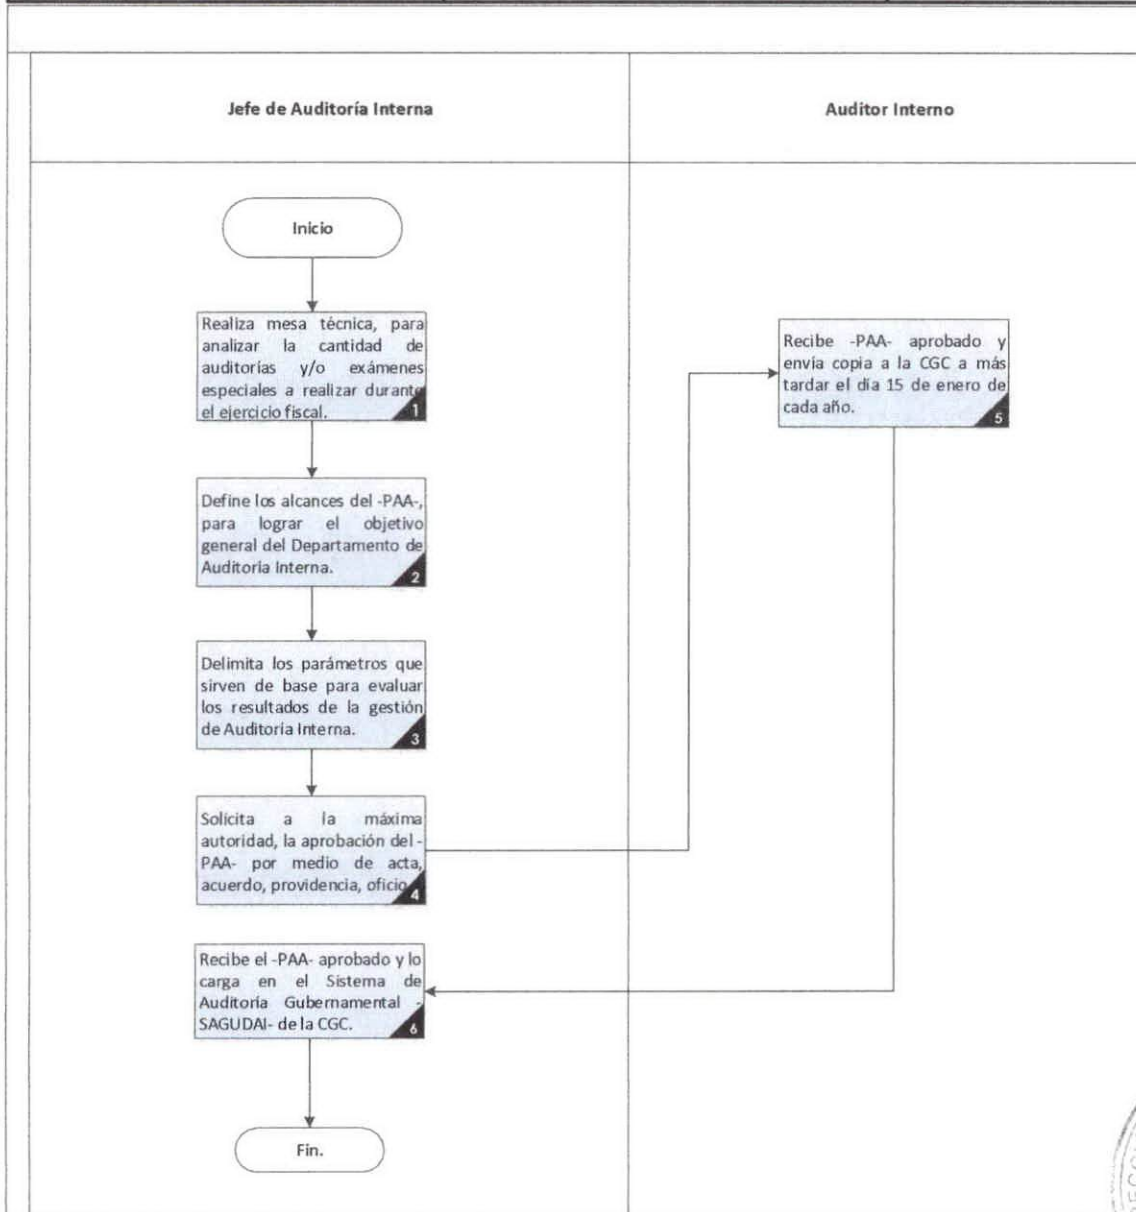 Jefe de Auditoría Interna
Auditor Interno
Inicio
Realiza mesa técnica, para
analizar la cantidad de
auditorías y/o exámenes
especiales a realizar durante
el ejercicio fiscal.
1
Define los alcances del -PAA-,
para lograr el objetivo
general del Departamento de
Auditoría Interna.
2
Delimita los parámetros que
sirven de base para evaluar
los resultados de la gestión
de Auditoría Interna.
3
Solicita a la máxima
autoridad, la aprobación del -
PAA- por medio de acta,
acuerdo, providencia, oficio
4
Recibe -PAA- aprobado y
envía copia a la CGC a más
tardar el día 15 de enero de
cada año.
5
Recibe el -PAA- aprobado y lo
carga en el Sistema de
Auditoría Gubernamental -
SAGUDAI- de la CGC.
6
Fin.